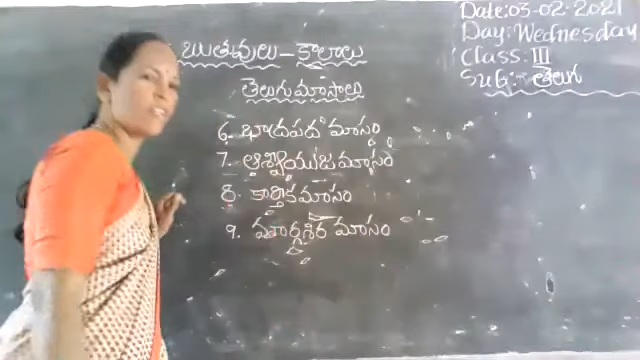 Date:03-02-2021
Day: Wednesday
Class: III
Sub: తెలుగు
ఋతువులు - కాలాలు
తెలుగు మాసాలు
6. భాద్రపద మాసం
7. ఆశ్వీయుజమాసం
8. కార్తీకమాసం
9. మార్గశిర మాసం